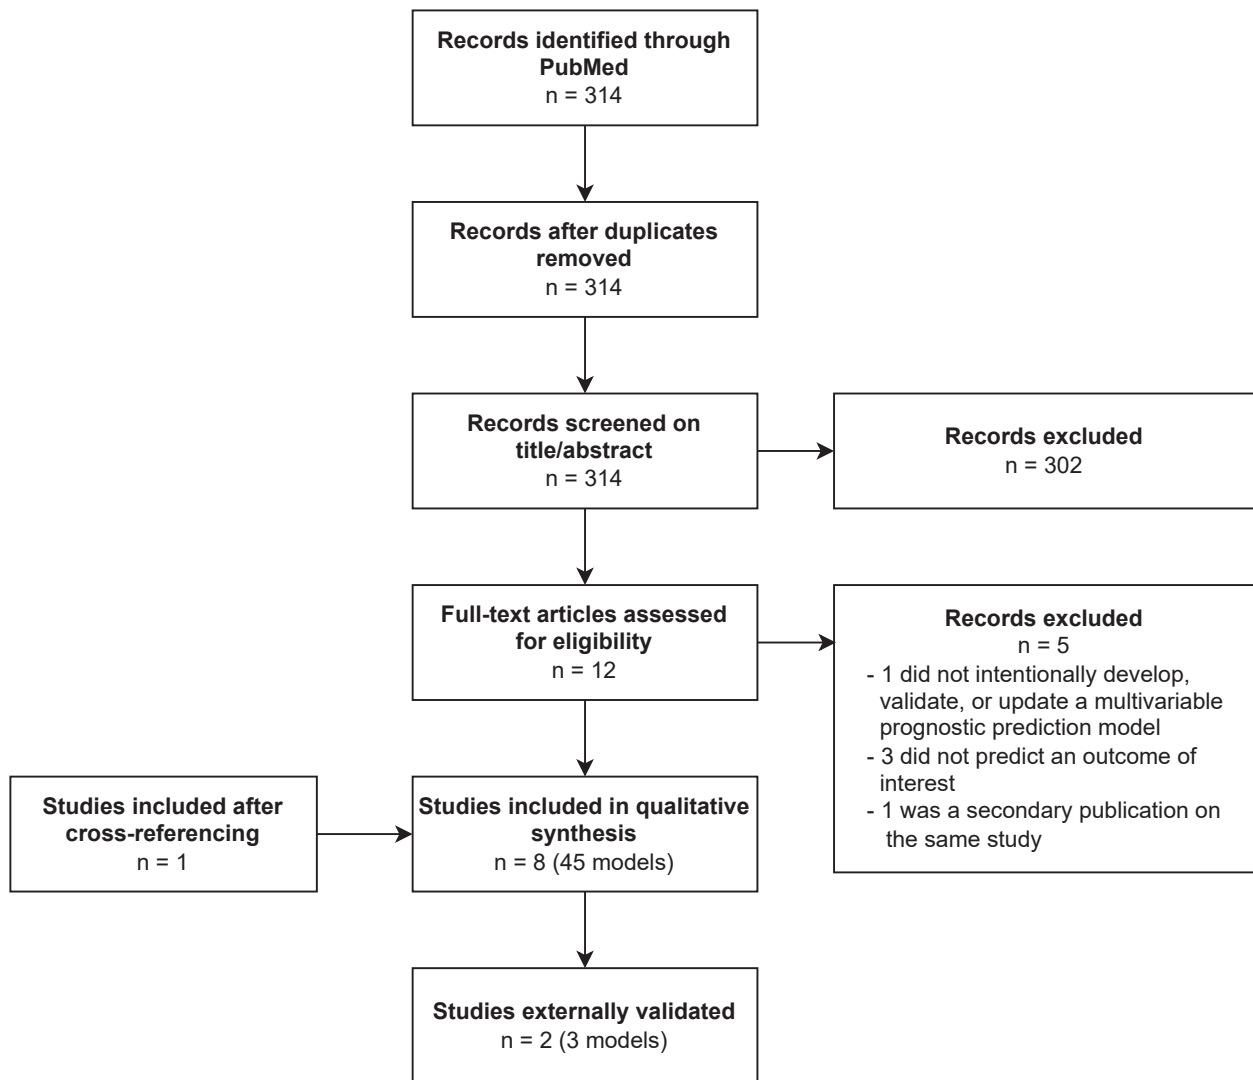 Records identified through
PubMed
n = 314
Records after duplicates
removed
n = 314
Records screened on
title/abstract
n = 314
Records excluded
n = 302
Full-text articles assessed
for eligibility
n = 12
Records excluded
n = 5
- 1 did not intentionally develop,
validate, or update a multivariable
prognostic prediction model
- 3 did not predict an outcome of
interest
- 1 was a secondary publication on
the same study
Studies included after
cross-referencing
n = 1
Studies included in qualitative
synthesis
n = 8 (45 models)
Studies externally validated
n = 2 (3 models)